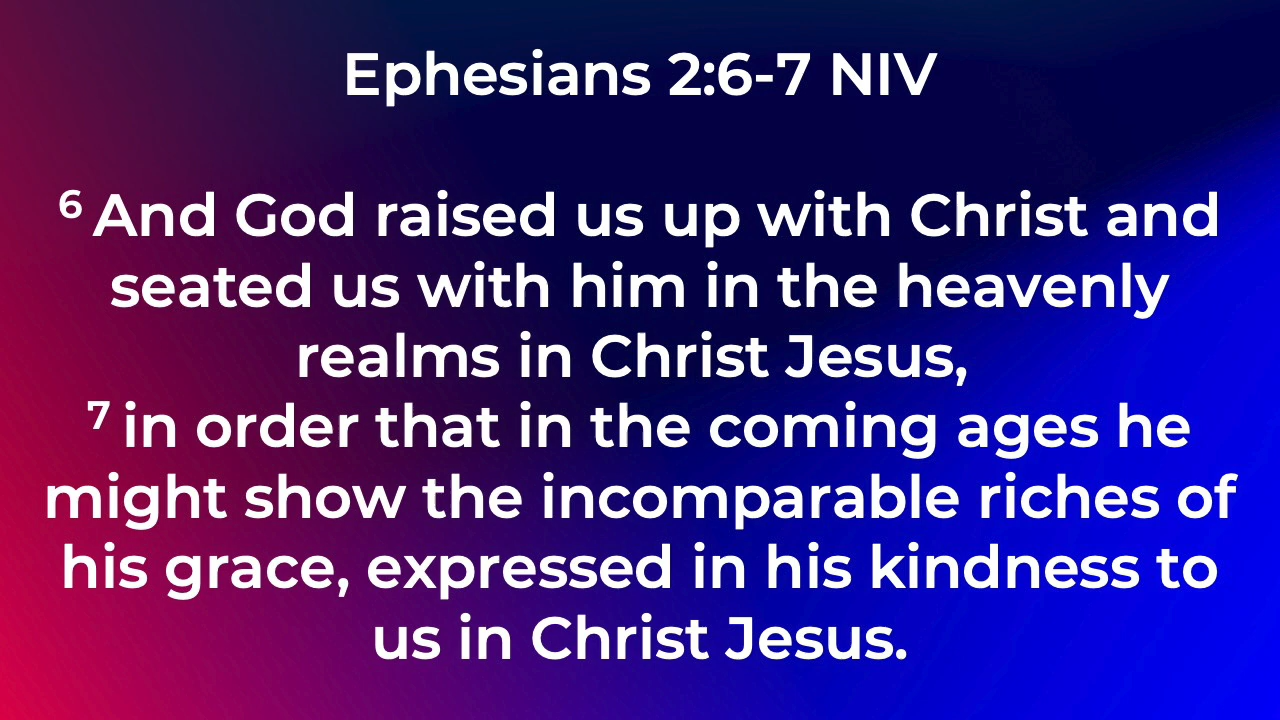 Ephesians 2:6-7 NIV
6 And God raised us up with Christ and
seated us with him in the heavenly
realms in Christ Jesus,
7 in order that in the coming ages he
might show the incomparable riches of
his grace, expressed in his kindness to
us in Christ Jesus.